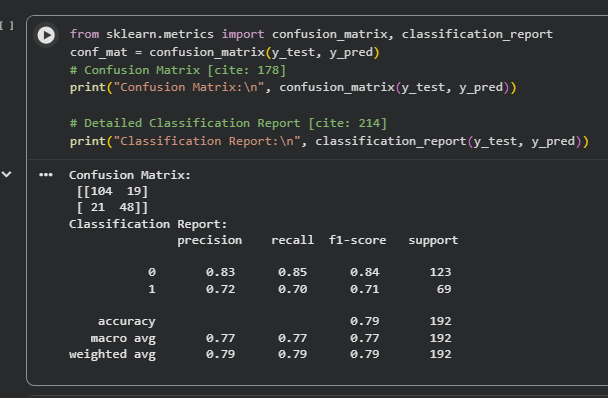 [ ]
from sklearn.metrics import confusion_matrix, classification_report
conf_mat = confusion_matrix(y_test, y_pred)
# Confusion Matrix [cite: 178]
print("Confusion Matrix:\n", confusion_matrix(y_test, y_pred))

# Detailed Classification Report [cite: 214]
print("Classification Report:\n", classification_report(y_test, y_pred))
••• Confusion Matrix:
[[104 19]
[ 21 48]]
Classification Report:
precision recall f1-score support

0 0.83 0.85 0.84 123
1 0.72 0.70 0.71 69

accuracy 0.79 192
macro avg 0.77 0.77 0.77 192
weighted avg 0.79 0.79 0.79 192